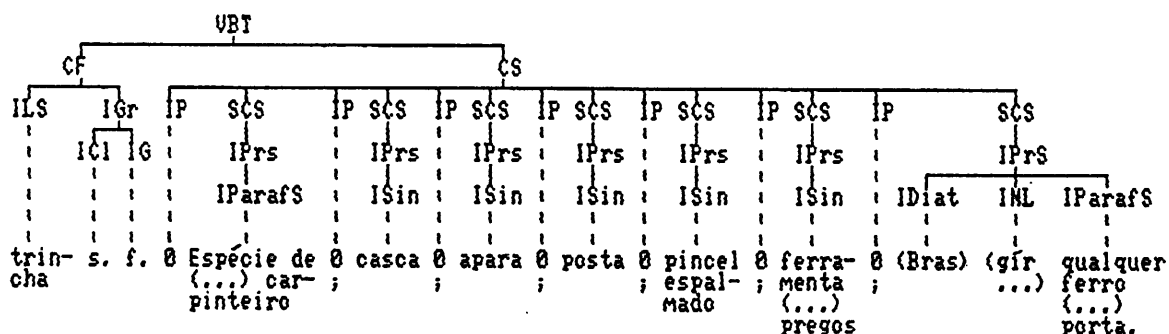 VBT
CF CS
ILS IGr IP SCS IP SCS IP SCS IP SCS IP SCS IP SCS IP SCS
ICl IG IPrs IPrs IPrs IPrs IPrs IPrs IPrS
IParafS ISin ISin ISin ISin ISin IDiat INL IParafS
trin- s. f. 0 Espécie de 0 casca 0 apara 0 posta 0 pincel 0 ferra- 0 (Bras) (gír qualquer
cha (...) car- ; ; ; ; espal- ; menta ; ...) ferro
pinteiro mado (...) (...)
pregos porta.